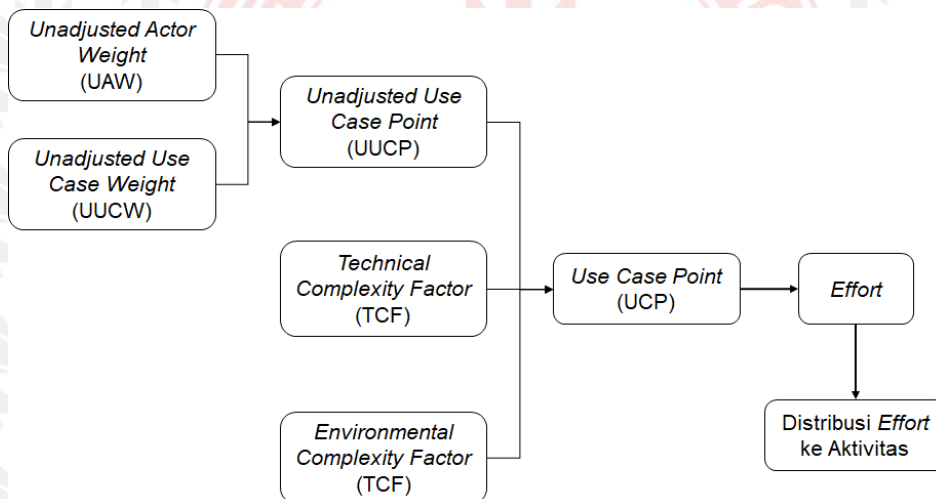 Unadjusted Actor
Weight
(UAW)
Unadjusted Use
Case Weight
(UUCW)
Unadjusted Use
Case Point
(UUCP)
Technical
Complexity Factor
(TCF)
Environmental
Complexity Factor
(TCF)
Use Case Point
(UCP)
Effort
Distribusi Effort
ke Aktivitas